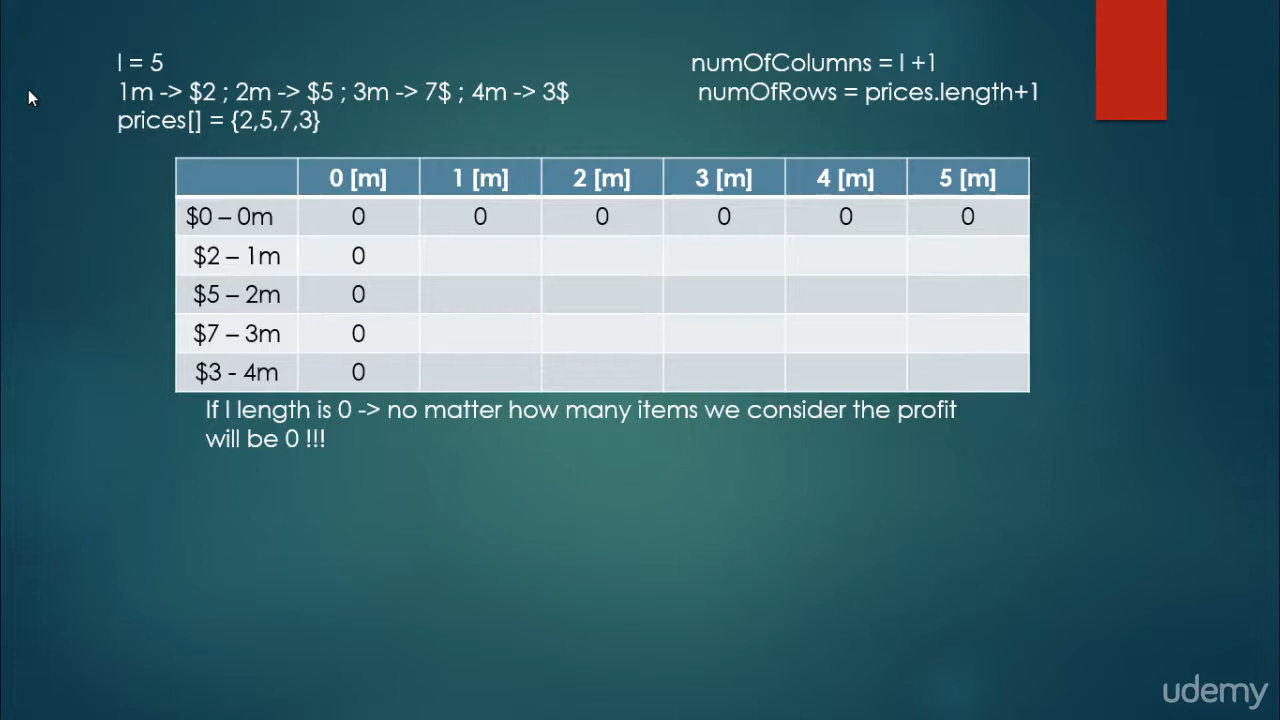 l = 5
1m -> $2 ; 2m -> $5 ; 3m -> 7$ ; 4m -> 3$
prices[] = {2,5,7,3}
numOfColumns = l +1
numOfRows = prices.length+1
0 [m] 1 [m] 2 [m] 3 [m] 4 [m] 5 [m]
$0 – 0m 0 0 0 0 0 0
$2 – 1m 0
$5 – 2m 0
$7 – 3m 0
$3 - 4m 0
If l length is 0 -> no matter how many items we consider the profit
will be 0 !!!
udemy